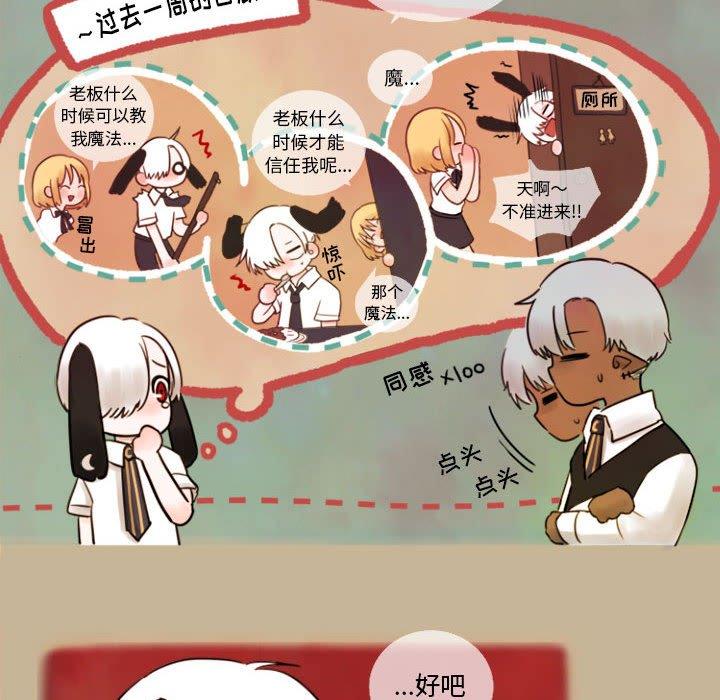 ~过去一周的
老板什么
时候可以教
我魔法...
冒出
老板什么
时候才能
信任我呢...
惊吓
那个
魔法...
魔...
厕所
天啊~
不准进来!!
同感x100
点头
点头
...好吧